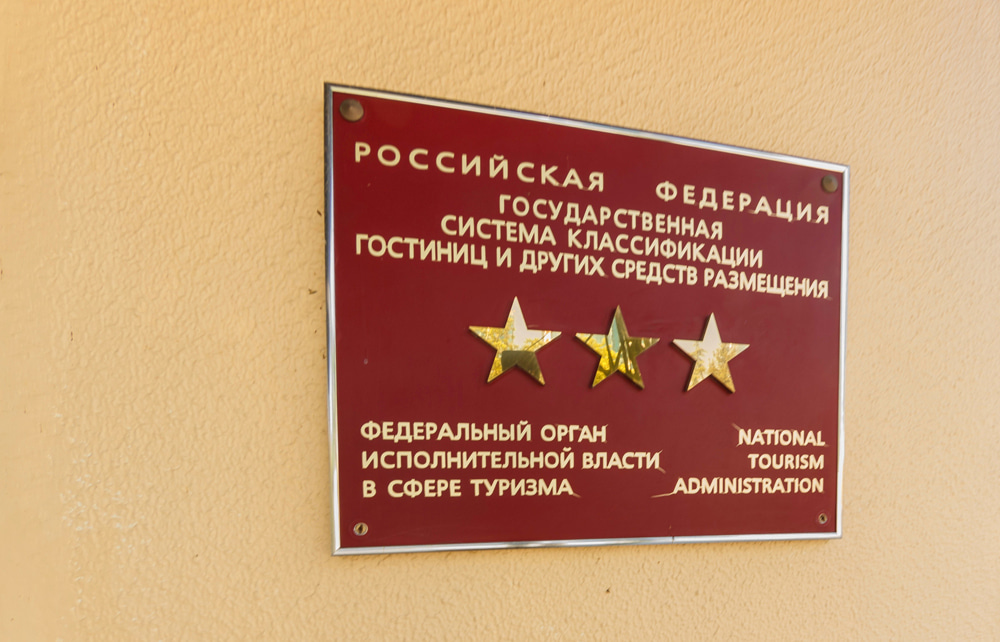 РОССИЙСКАЯ ФЕДЕРАЦИЯ
ГОСУДАРСТВЕННАЯ
СИСТЕМА КЛАССИФИКАЦИИ
ГОСТИНИЦ И ДРУГИХ СРЕДСТВ РАЗМЕЩЕНИЯ
ФЕДЕРАЛЬНЫЙ ОРГАН
ИСПОЛНИТЕЛЬНОЙ ВЛАСТИ
В СФЕРЕ ТУРИЗМА
NATIONAL
TOURISM
ADMINISTRATION